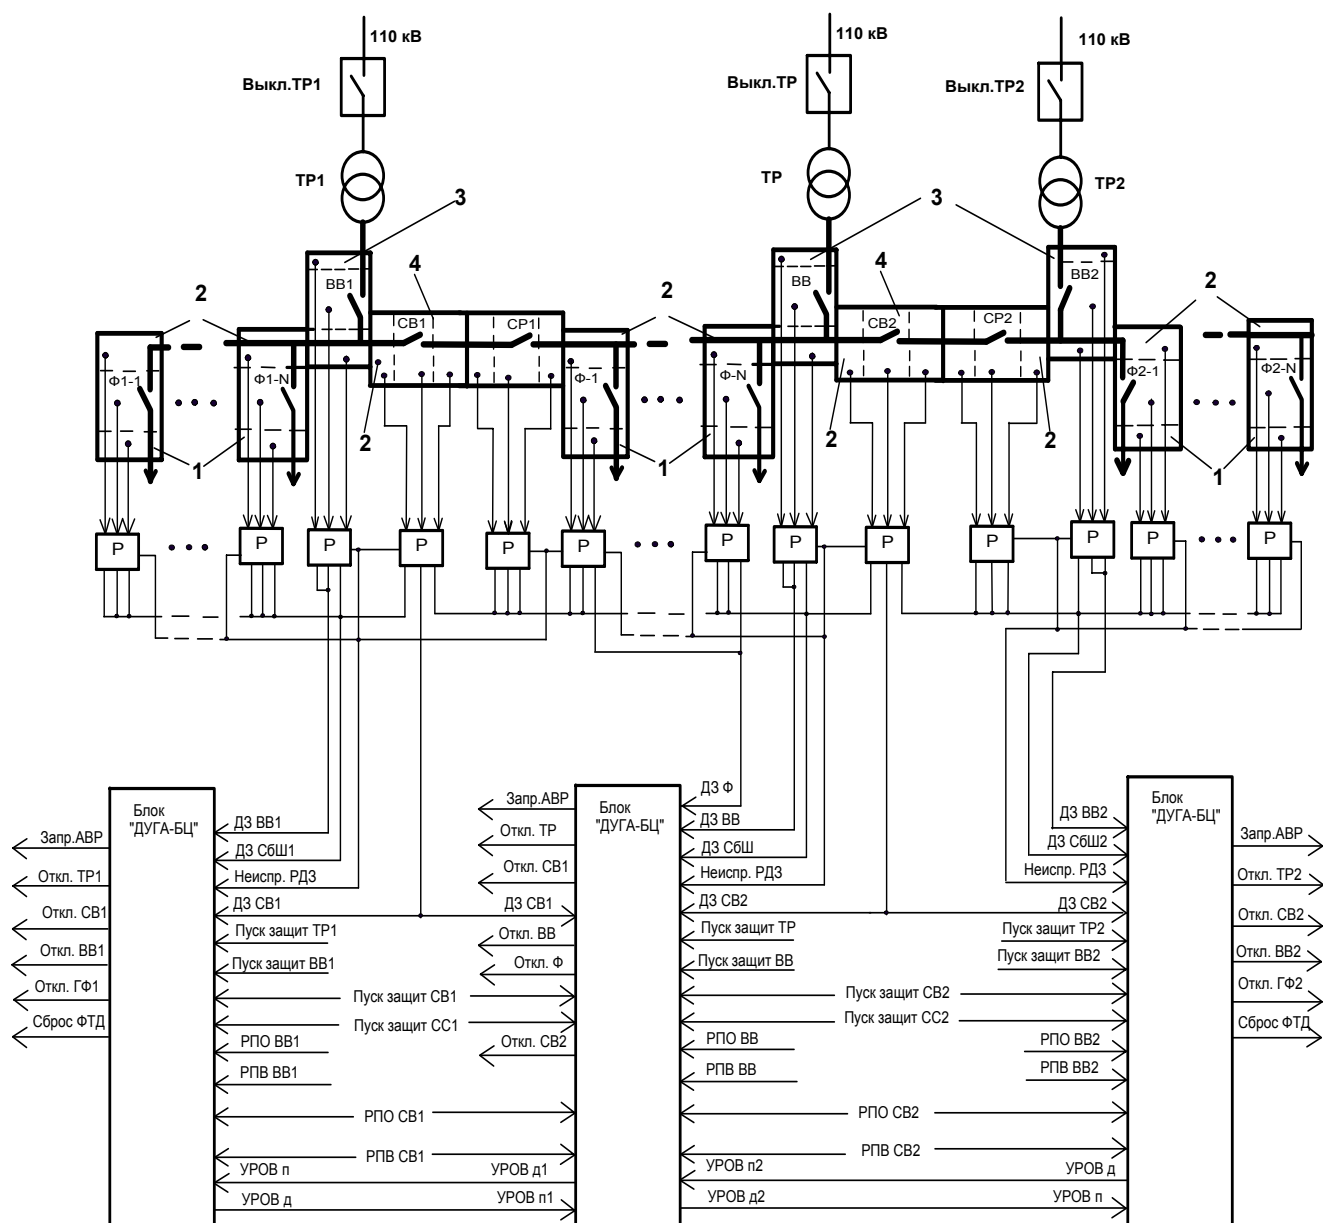 110 кВ
110 кВ
110 кВ
Выкл.ТР1
Выкл.ТР
Выкл.ТР2
ТР1
ТР
ТР2
3
3
4
4
2
2
2
ВВ1
ВВ
ВВ2
СВ1
СР1
СВ2
СР2
Ф1-1
Ф1-N
Ф-1
Ф-N
Ф2-1
Ф2-N
2
2
2
1
1
1
Р
Р
Р
Р
Р
Р
Р
Р
Р
Р
Р
Р
Р
Блок
"ДУГА-БЦ"
Запр.АВР
Откл. ТР1
Откл. СВ1
Откл. ВВ1
Откл. ГФ1
Сброс ФТД
ДЗ ВВ1
ДЗ СбШ1
Неиспр. РДЗ
ДЗ СВ1
Пуск защит ТР1
Пуск защит ВВ1
Пуск защит СВ1
Пуск защит СС1
РПО ВВ1
РПВ ВВ1
РПО СВ1
РПВ СВ1
УРОВ п
УРОВ д1
УРОВ д
УРОВ п1
Запр.АВР
Откл. ТР
Откл. СВ1
ДЗ СВ1
Откл. ВВ
Откл. Ф
Откл. СВ2
Блок
"ДУГА-БЦ"
ДЗ Ф
ДЗ ВВ
ДЗ СбШ
Неиспр. РДЗ
ДЗ СВ2
Пуск защит ТР
Пуск защит ВВ
Пуск защит СВ2
Пуск защит СС2
РПО ВВ
РПВ ВВ
РПО СВ2
РПВ СВ2
УРОВ п2
УРОВ д
УРОВ д2
УРОВ п
ДЗ ВВ2
ДЗ СбШ2
Неиспр. РДЗ
ДЗ СВ2
Пуск защит ТР2
Пуск защит ВВ2
РПО ВВ2
РПВ ВВ2
Блок
"ДУГА-БЦ"
Запр.АВР
Откл. ТР2
Откл. СВ2
Откл. ВВ2
Откл. ГФ2
Сброс ФТД